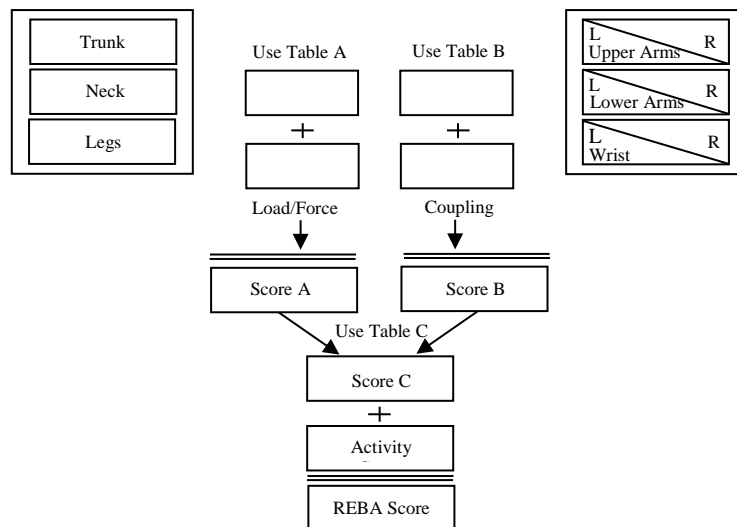 Trunk
Neck
Legs
Use Table A
Use Table B
Load/Force
Coupling
L
R
Upper Arms
L
R
Lower Arms
L
R
Wrist
Score A
Score B
Use Table C
Score C
Activity
REBA Score